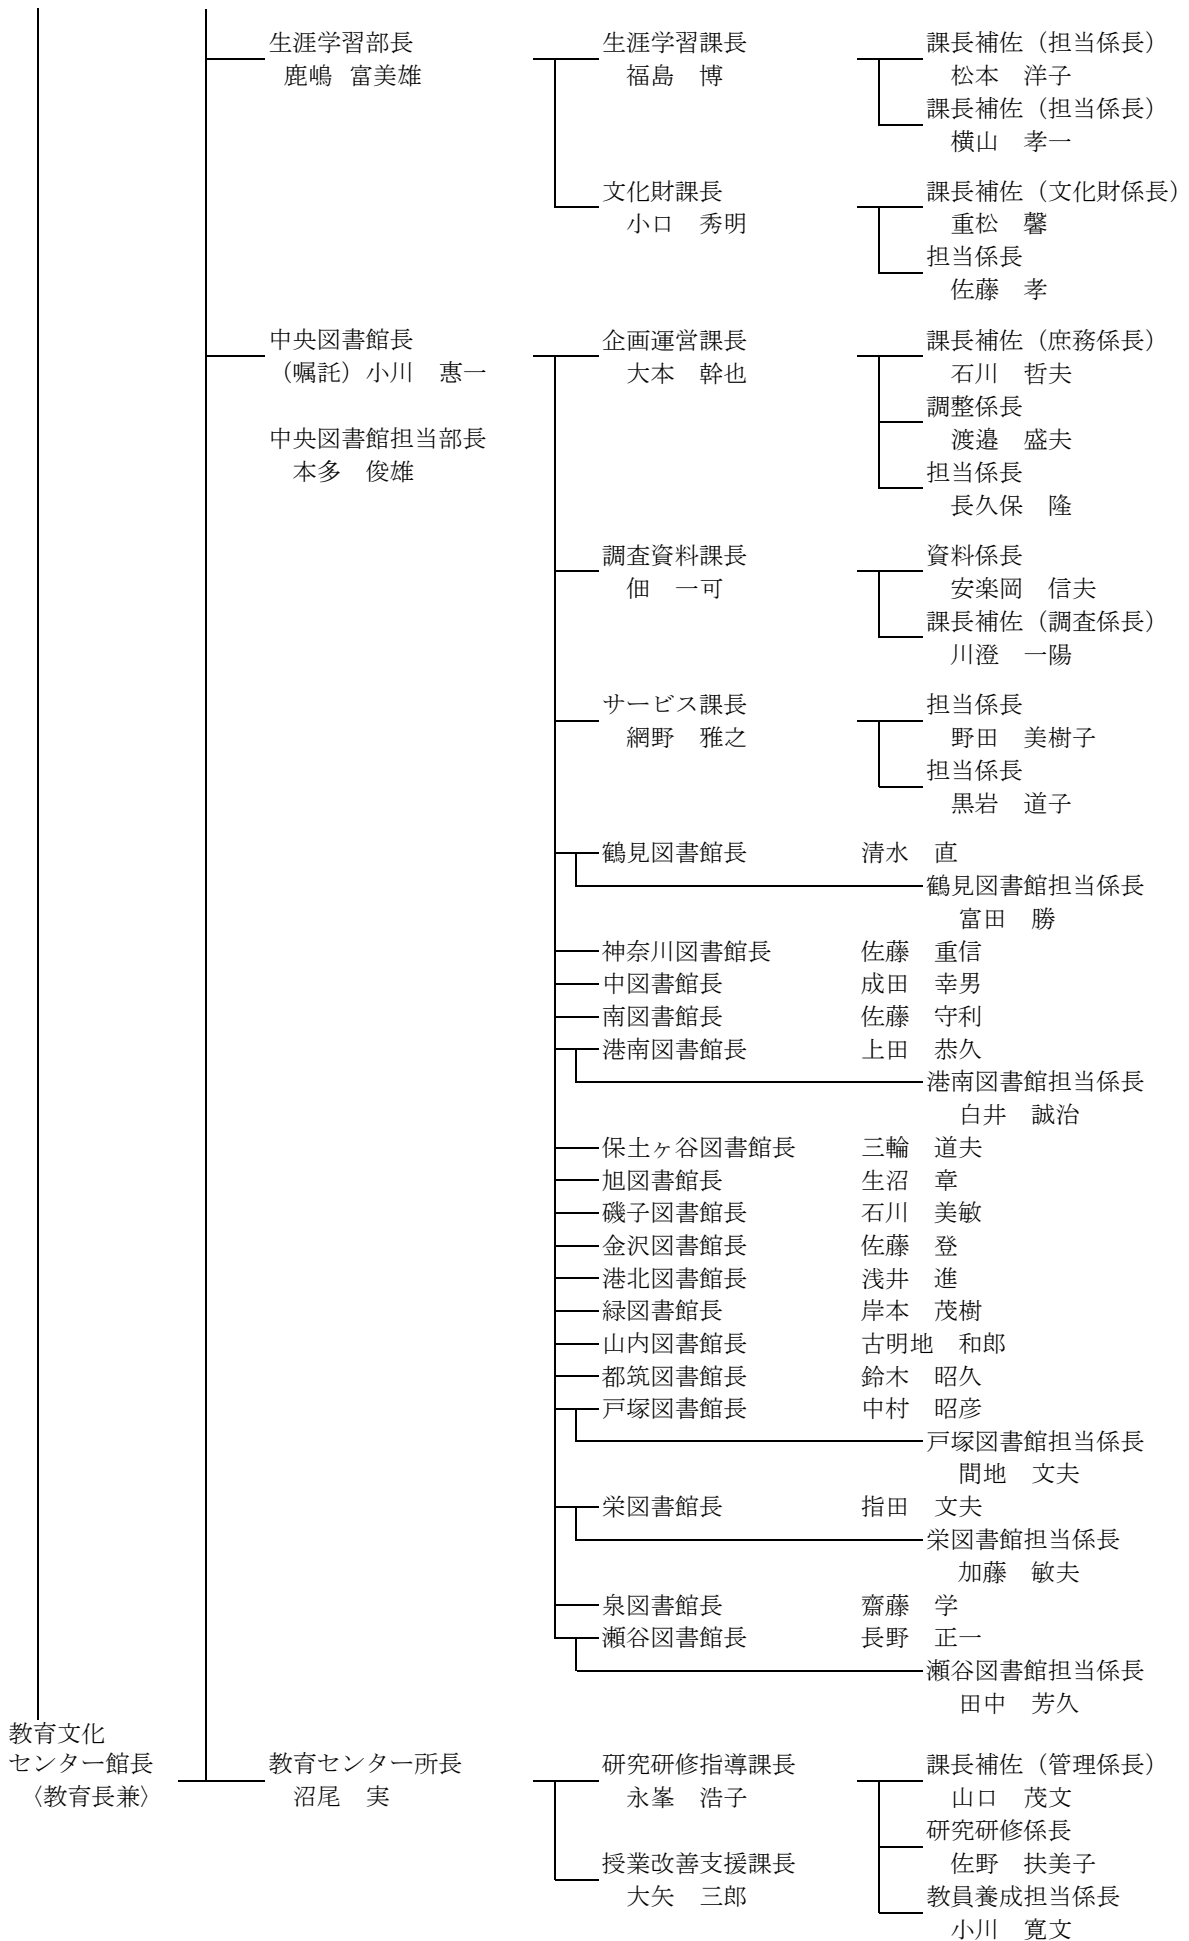 生涯学習部長
鹿嶋 富美雄
生涯学習課長
福島 博
課長補佐（担当係長）
松本 洋子
課長補佐（担当係長）
横山 孝一
文化財課長
小口 秀明
課長補佐（文化財係長）
重松 馨
担当係長
佐藤 孝
中央図書館長
（嘱託）小川 惠一
中央図書館担当部長
本多 俊雄
企画運営課長
大本 幹也
課長補佐（庶務係長）
石川 哲夫
調整係長
渡邉 盛夫
担当係長
長久保 隆
調査資料課長
佃 一可
資料係長
安楽岡 信夫
課長補佐（調査係長）
川澄 一陽
サービス課長
網野 雅之
担当係長
野田 美樹子
担当係長
黒岩 道子
鶴見図書館長 清水 直
鶴見図書館担当係長
富田 勝
神奈川図書館長 佐藤 重信
中図書館長 成田 幸男
南図書館長 佐藤 守利
港南図書館長 上田 恭久
港南図書館担当係長
白井 誠治
保土ヶ谷図書館長 三輪 道夫
旭図書館長 生沼 章
磯子図書館長 石川 美敏
金沢図書館長 佐藤 登
港北図書館長 浅井 進
緑図書館長 岸本 茂樹
山内図書館長 古明地 和郎
都筑図書館長 鈴木 昭久
戸塚図書館長 中村 昭彦
戸塚図書館担当係長
間地 文夫
栄図書館長 指田 文夫
栄図書館担当係長
加藤 敏夫
泉図書館長 齋藤 学
瀬谷図書館長 長野 正一
瀬谷図書館担当係長
田中 芳久
教育文化
センター館長
〈教育長兼〉
教育センター所長
沼尾 実
研究研修指導課長
永峯 浩子
課長補佐（管理係長）
山口 茂文
研究研修係長
佐野 扶美子
授業改善支援課長
大矢 三郎
教員養成担当係長
小川 寛文